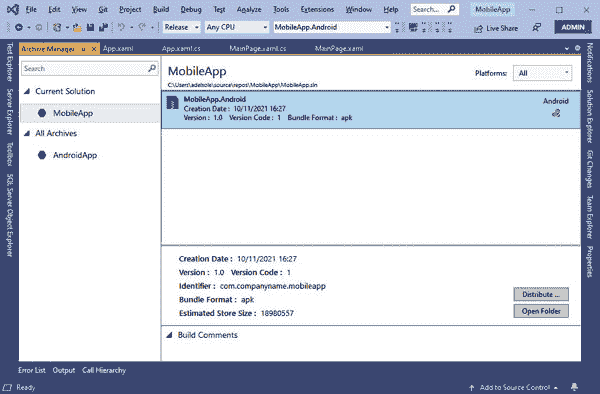 File Edit View Git Project Build Debug Test Analyze Tools Extensions Window Help Search... MobileApp
Release Any CPU MobileApp.Android Live Share ADMIN
Archive Manager App.xaml App.xaml.cs MainPage.xaml.cs MainPage.xaml
Test Explorer
Server Explorer
Toolbox
SQL Server Object Explorer
Search
Current Solution
MobileApp
All Archives
AndroidApp
MobileApp
C:\Users\adelsole\source\repos\MobileApp\MobileApp.sln
Platforms: All
MobileApp.Android Android
Creation Date : 10/11/2021 16:27
Version : 1.0 Version Code : 1 Bundle Format : apk
Creation Date : 10/11/2021 16:27
Version : 1.0 Version Code : 1
Identifier : com.companyname.mobileapp
Bundle Format : apk
Estimated Store Size : 18980557
Distribute ...
Open Folder
Build Comments
Notifications
Solution Explorer
Git Changes
Team Explorer
Properties
Error List Output Call Hierarchy
Ready Add to Source Control